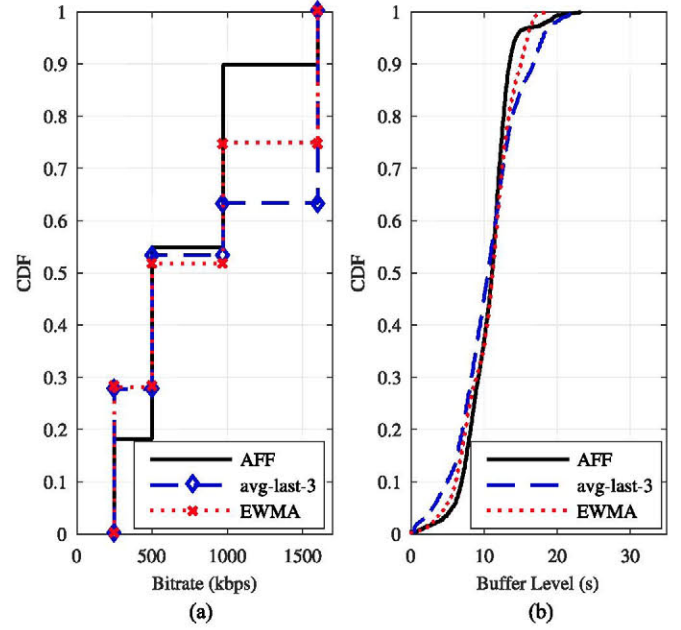 1
0.9
0.8
0.7
0.6
0.5
0.4
0.3
0.2
0.1
0
CDF
0 500 1000 1500
Bitrate (kbps)
AFF
avg-last-3
EWMA
(a)
1
0.9
0.8
0.7
0.6
0.5
0.4
0.3
0.2
0.1
0
CDF
0 10 20 30
Buffer Level (s)
AFF
avg-last-3
EWMA
(b)